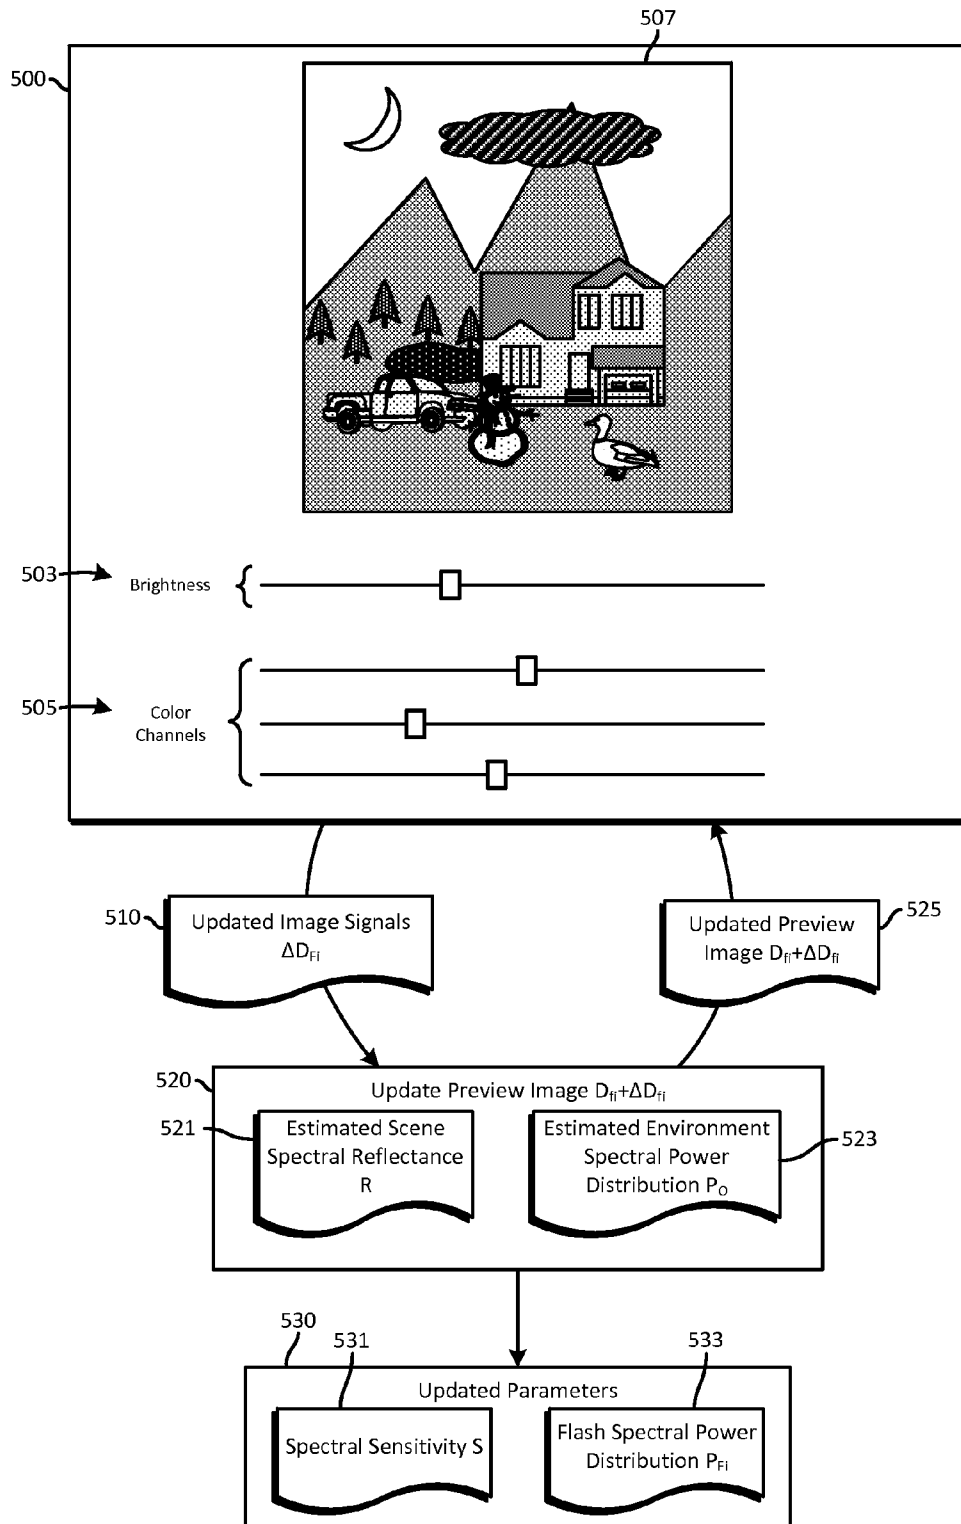 507
500
503
Brightness
505
Color
Channels
510
Updated Image Signals
ΔD_Fi
525
Updated Preview
Image D_fi+ΔD_fi
520
Update Preview Image D_fi+ΔD_fi
521
Estimated Scene
Spectral Reflectance
R
Estimated Environment
Spectral Power
Distribution P_O
523
530
531
533
Updated Parameters
Spectral Sensitivity S
Flash Spectral Power
Distribution P_Fi